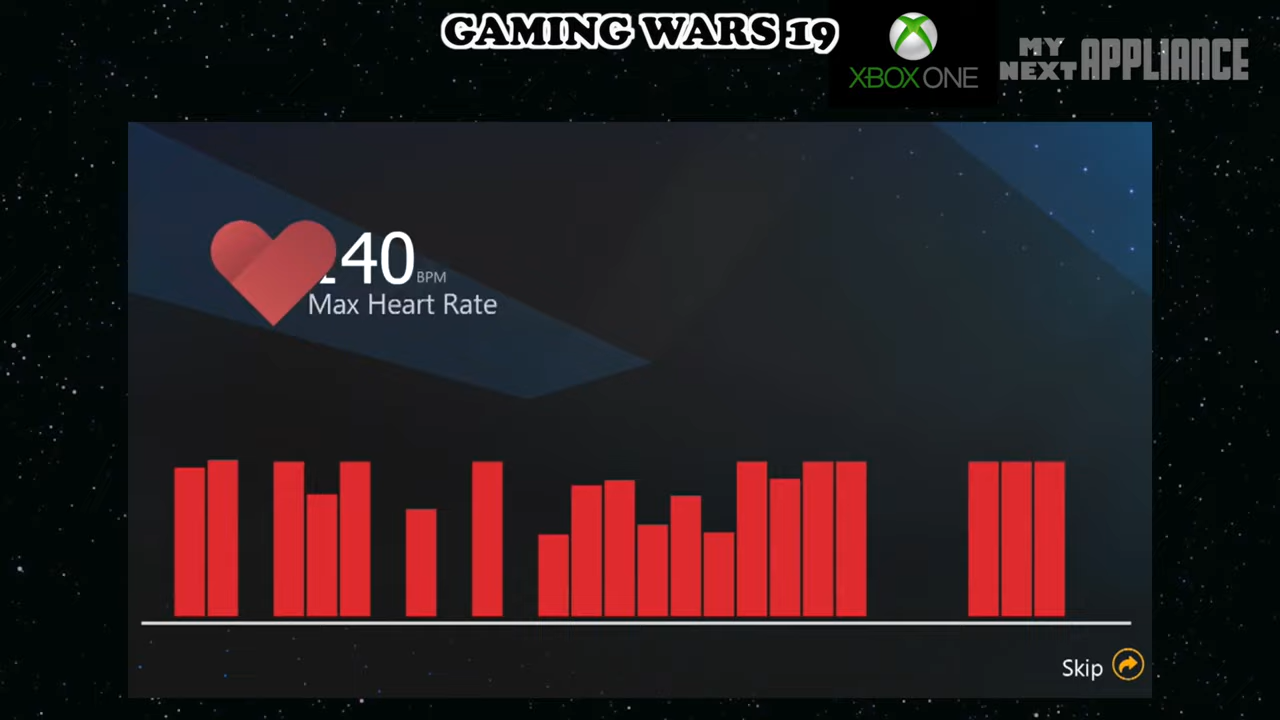 GAMING WARS 19
XBOX ONE
MY
NEXT APPLIANCE
40 BPM
Max Heart Rate
Skip